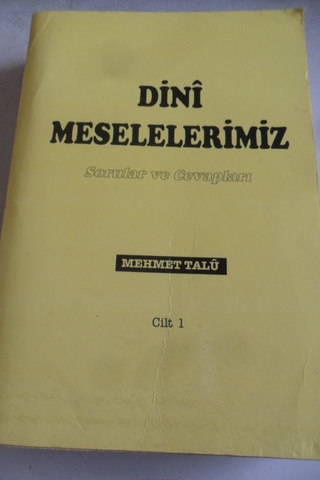 DİNÎ
MESELELERİMİZ
Sorular ve Cevapları
MEHMET TALÛ
Cilt 1